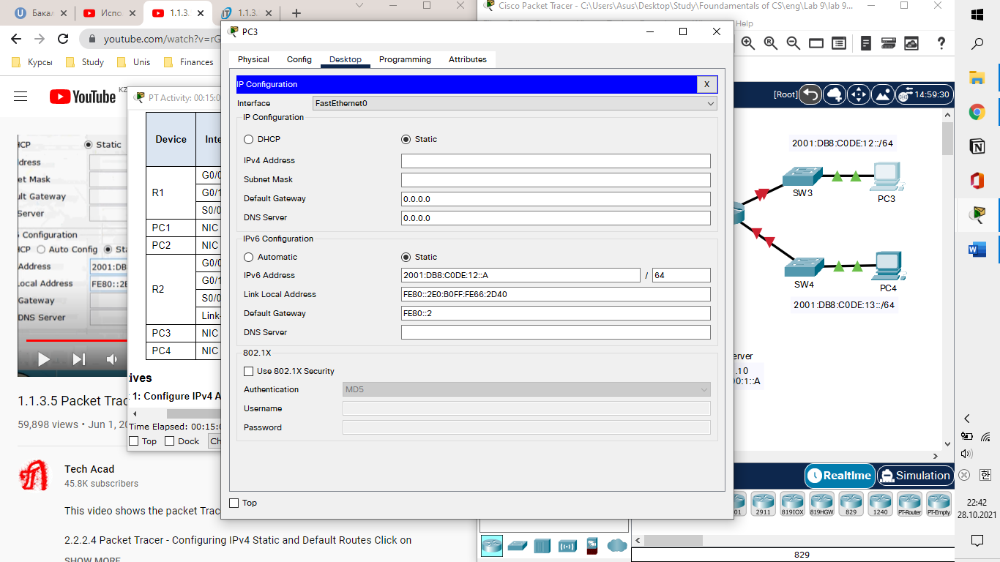 Бака
Испо
1.1.3.
1.1.3.
Cisco Packet Tracer - C:\Users\Asus\Desktop\Study\Foundamentals of CS\eng\Lab 9\lab 9...
youtube.com/watch?v=rG
Help
Курсы
Study
Unis
Finances
YouTube
KZ
PT Activity: 00:15:0
HCP
Static
dress
et Mask
ult Gateway
Server
Configuration
HCP
Auto Config
Sta
Address
2001:DB8
Local Address
FE80::2E
Gateway
DNS Server
Device
Inte
R1
G0/0
G0/1
S0/0
PC1
NIC
PC2
NIC
R2
G0/0
G0/1
S0/0
Link-
PC3
NIC
PC4
NIC
tives
1: Configure IPv4 A
Time Elapsed: 00:15:0
Top
Dock
Ch
1.1.3.5 Packet Trac
59,898 views • Jun 1, 20
Tech Acad
45.8K subscribers
This video shows the packet Trac
2.2.2.4 Packet Tracer - Configuring IPv4 Static and Default Routes Click on
SHOW MORE
PC3
Physical
Config
Desktop
Programming
Attributes
IP Configuration
X
Interface
FastEthernet0
IP Configuration
DHCP
Static
IPv4 Address
Subnet Mask
Default Gateway
0.0.0.0
DNS Server
0.0.0.0
IPv6 Configuration
Automatic
Static
IPv6 Address
2001:DB8:C0DE:12::A
/
64
Link Local Address
FE80::2E0:B0FF:FE66:2D40
Default Gateway
FE80::2
DNS Server
802.1X
Use 802.1X Security
Authentication
MD5
Username
Password
Top
[Root]
14:59:30
2001:DB8:C0DE:12::/64
SW3
PC3
SW4
PC4
2001:DB8:C0DE:13::/64
erver
.10
00:1::A
Realtime
Simulation
01
2911
819IOX
819HGW
829
1240
PT-Router
PT-Empty
829
한
22:42
28.10.2021